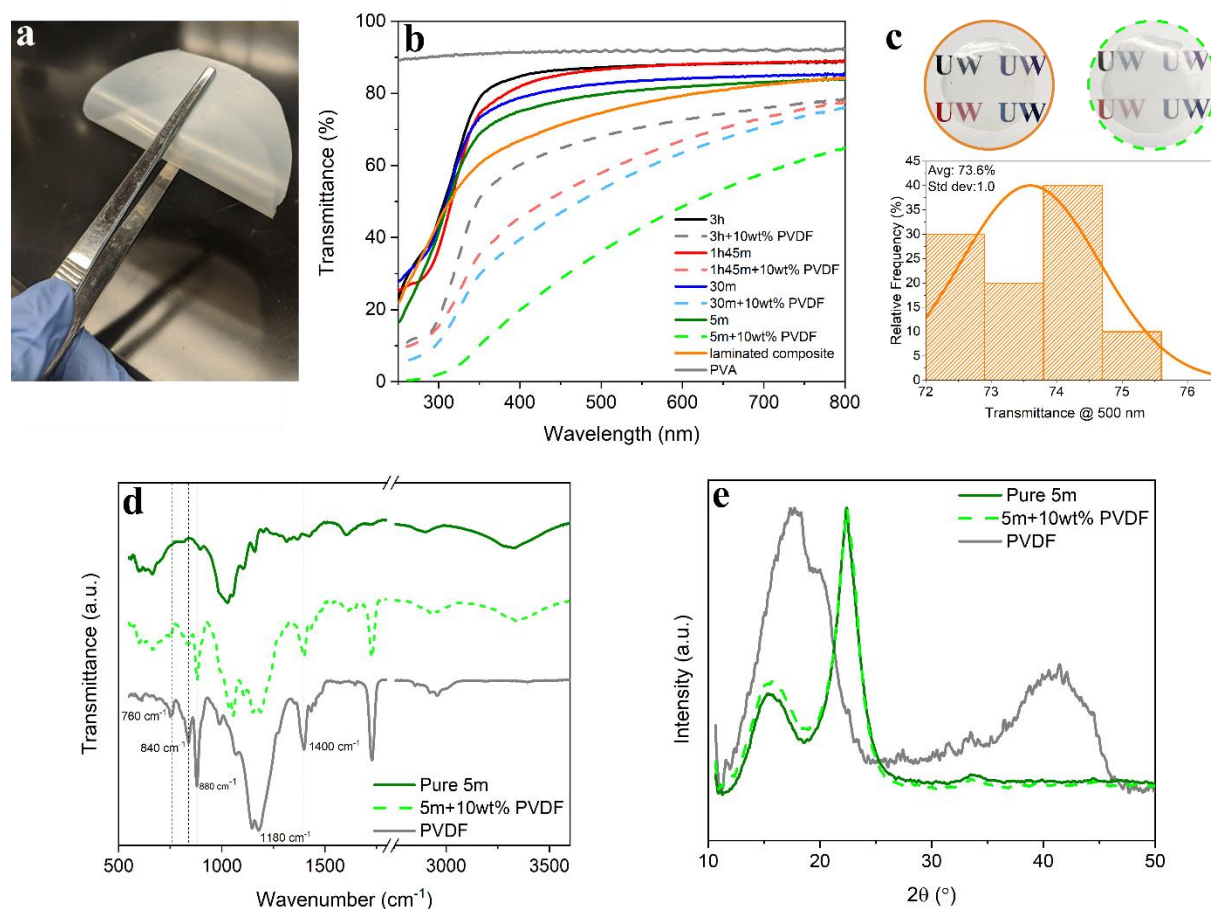 a
b
Transmittance (%)
100
80
60
40
20
0
3h
3h+10wt% PVDF
1h45m
1h45m+10wt% PVDF
30m
30m+10wt% PVDF
5m
5m+10wt% PVDF
laminated composite
PVA
300
400
500
600
700
800
Wavelength (nm)
c
UW UW
UW UW
UW UW
UW UW
Avg: 73.6%
Std dev:1.0
Relative Frequency (%)
45
40
35
30
25
20
15
10
5
0
72
73
74
75
76
Transmittance @ 500 nm
d
Transmittance (a.u.)
760 cm⁻¹
840 cm⁻¹
880 cm⁻¹
1180 cm⁻¹
1400 cm⁻¹
Pure 5m
5m+10wt% PVDF
PVDF
500
1000
1500
3000
3500
Wavenumber (cm⁻¹)
e
Intensity (a.u.)
Pure 5m
5m+10wt% PVDF
PVDF
10
20
30
40
50
2θ (°)